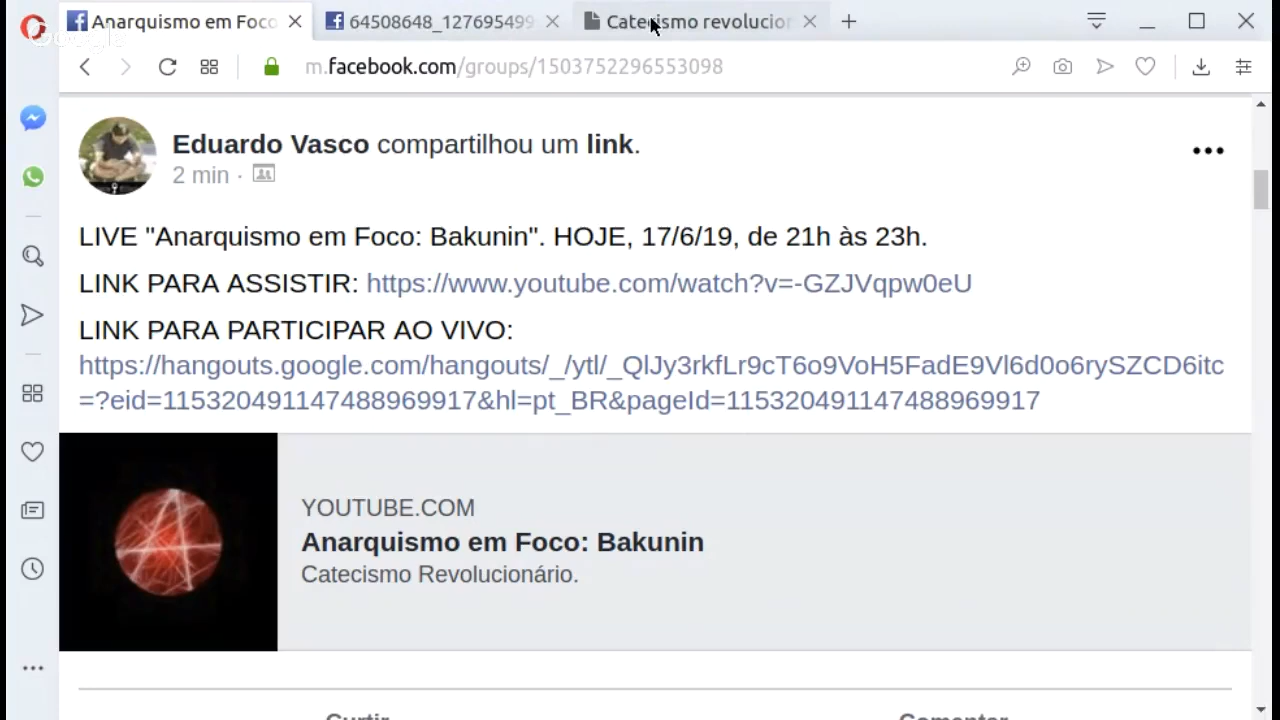 Anarquismo em Foco
64508648_127695499
Catecismo revolucior
Google
m.facebook.com/groups/1503752296553098
Eduardo Vasco compartilhou um link.
2 min ·
LIVE "Anarquismo em Foco: Bakunin". HOJE, 17/6/19, de 21h às 23h.
LINK PARA ASSISTIR: https://www.youtube.com/watch?v=-GZJVqpw0eU
LINK PARA PARTICIPAR AO VIVO:
https://hangouts.google.com/hangouts/_/ytl/_QlJy3rkfLr9cT6o9VoH5FadE9Vl6d0o6rySZCD6itc
=?eid=115320491147488969917&hl=pt_BR&pageId=115320491147488969917
YOUTUBE.COM
Anarquismo em Foco: Bakunin
Catecismo Revolucionário.
Curtir
Comentar